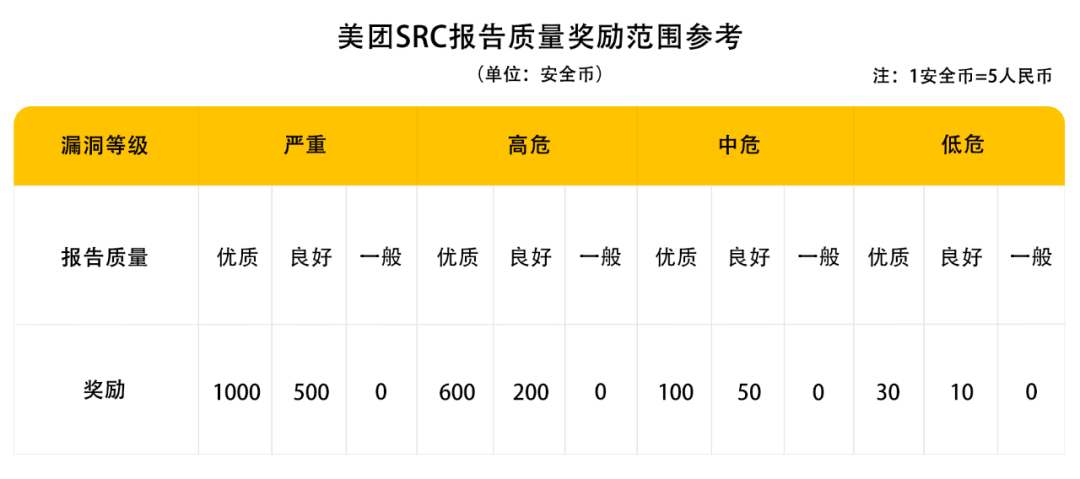 美团SRC报告质量奖励范围参考
（单位：安全币）
注：1安全币=5人民币
漏洞等级 严重 高危 中危 低危
报告质量 优质 良好 一般 优质 良好 一般 优质 良好 一般 优质 良好 一般
奖励 1000 500 0 600 200 0 100 50 0 30 10 0